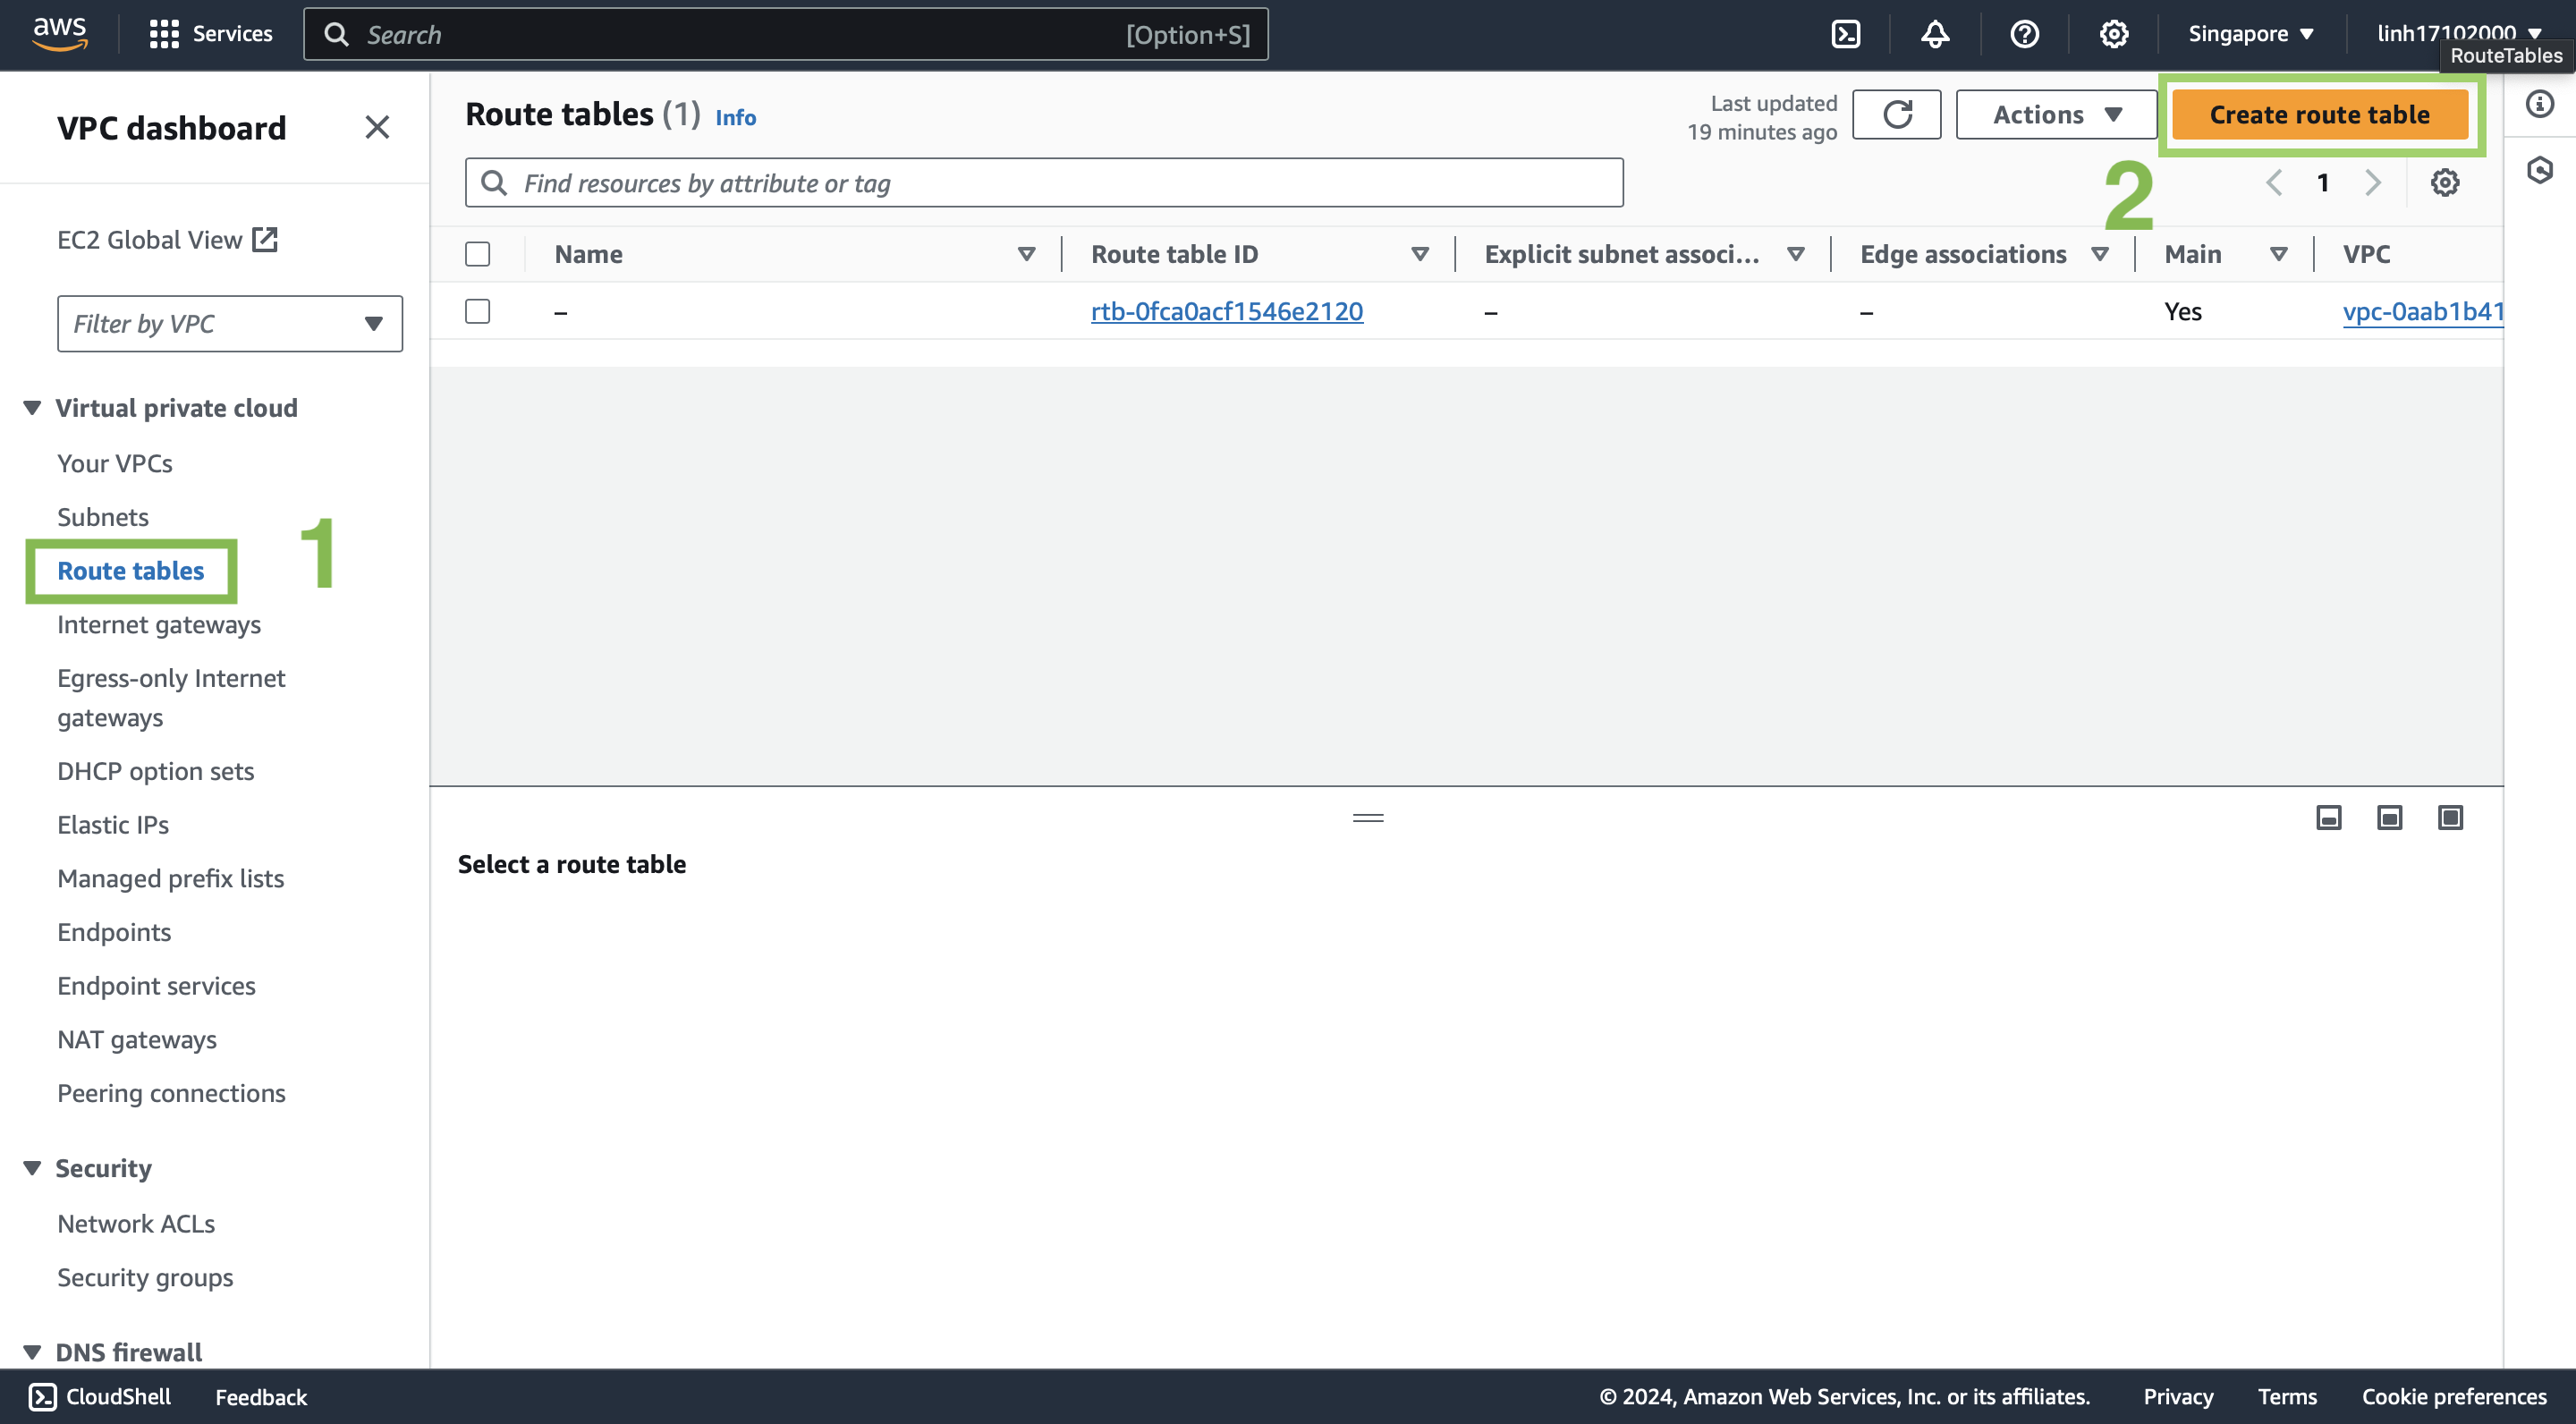 aws
Services
Search
[Option+S]
Singapore
linh17102000
RouteTables
VPC dashboard
EC2 Global View
Filter by VPC
Virtual private cloud
Your VPCs
Subnets
Route tables
1
Internet gateways
Egress-only Internet
gateways
DHCP option sets
Elastic IPs
Managed prefix lists
Endpoints
Endpoint services
NAT gateways
Peering connections
Security
Network ACLs
Security groups
DNS firewall
Route tables (1) Info
Last updated
19 minutes ago
Actions
Create route table
2
Find resources by attribute or tag
1
Name Route table ID Explicit subnet associ... Edge associations Main VPC
– rtb-0fca0acf1546e2120 – – Yes vpc-0aab1b41
Select a route table
CloudShell Feedback © 2024, Amazon Web Services, Inc. or its affiliates. Privacy Terms Cookie preferences